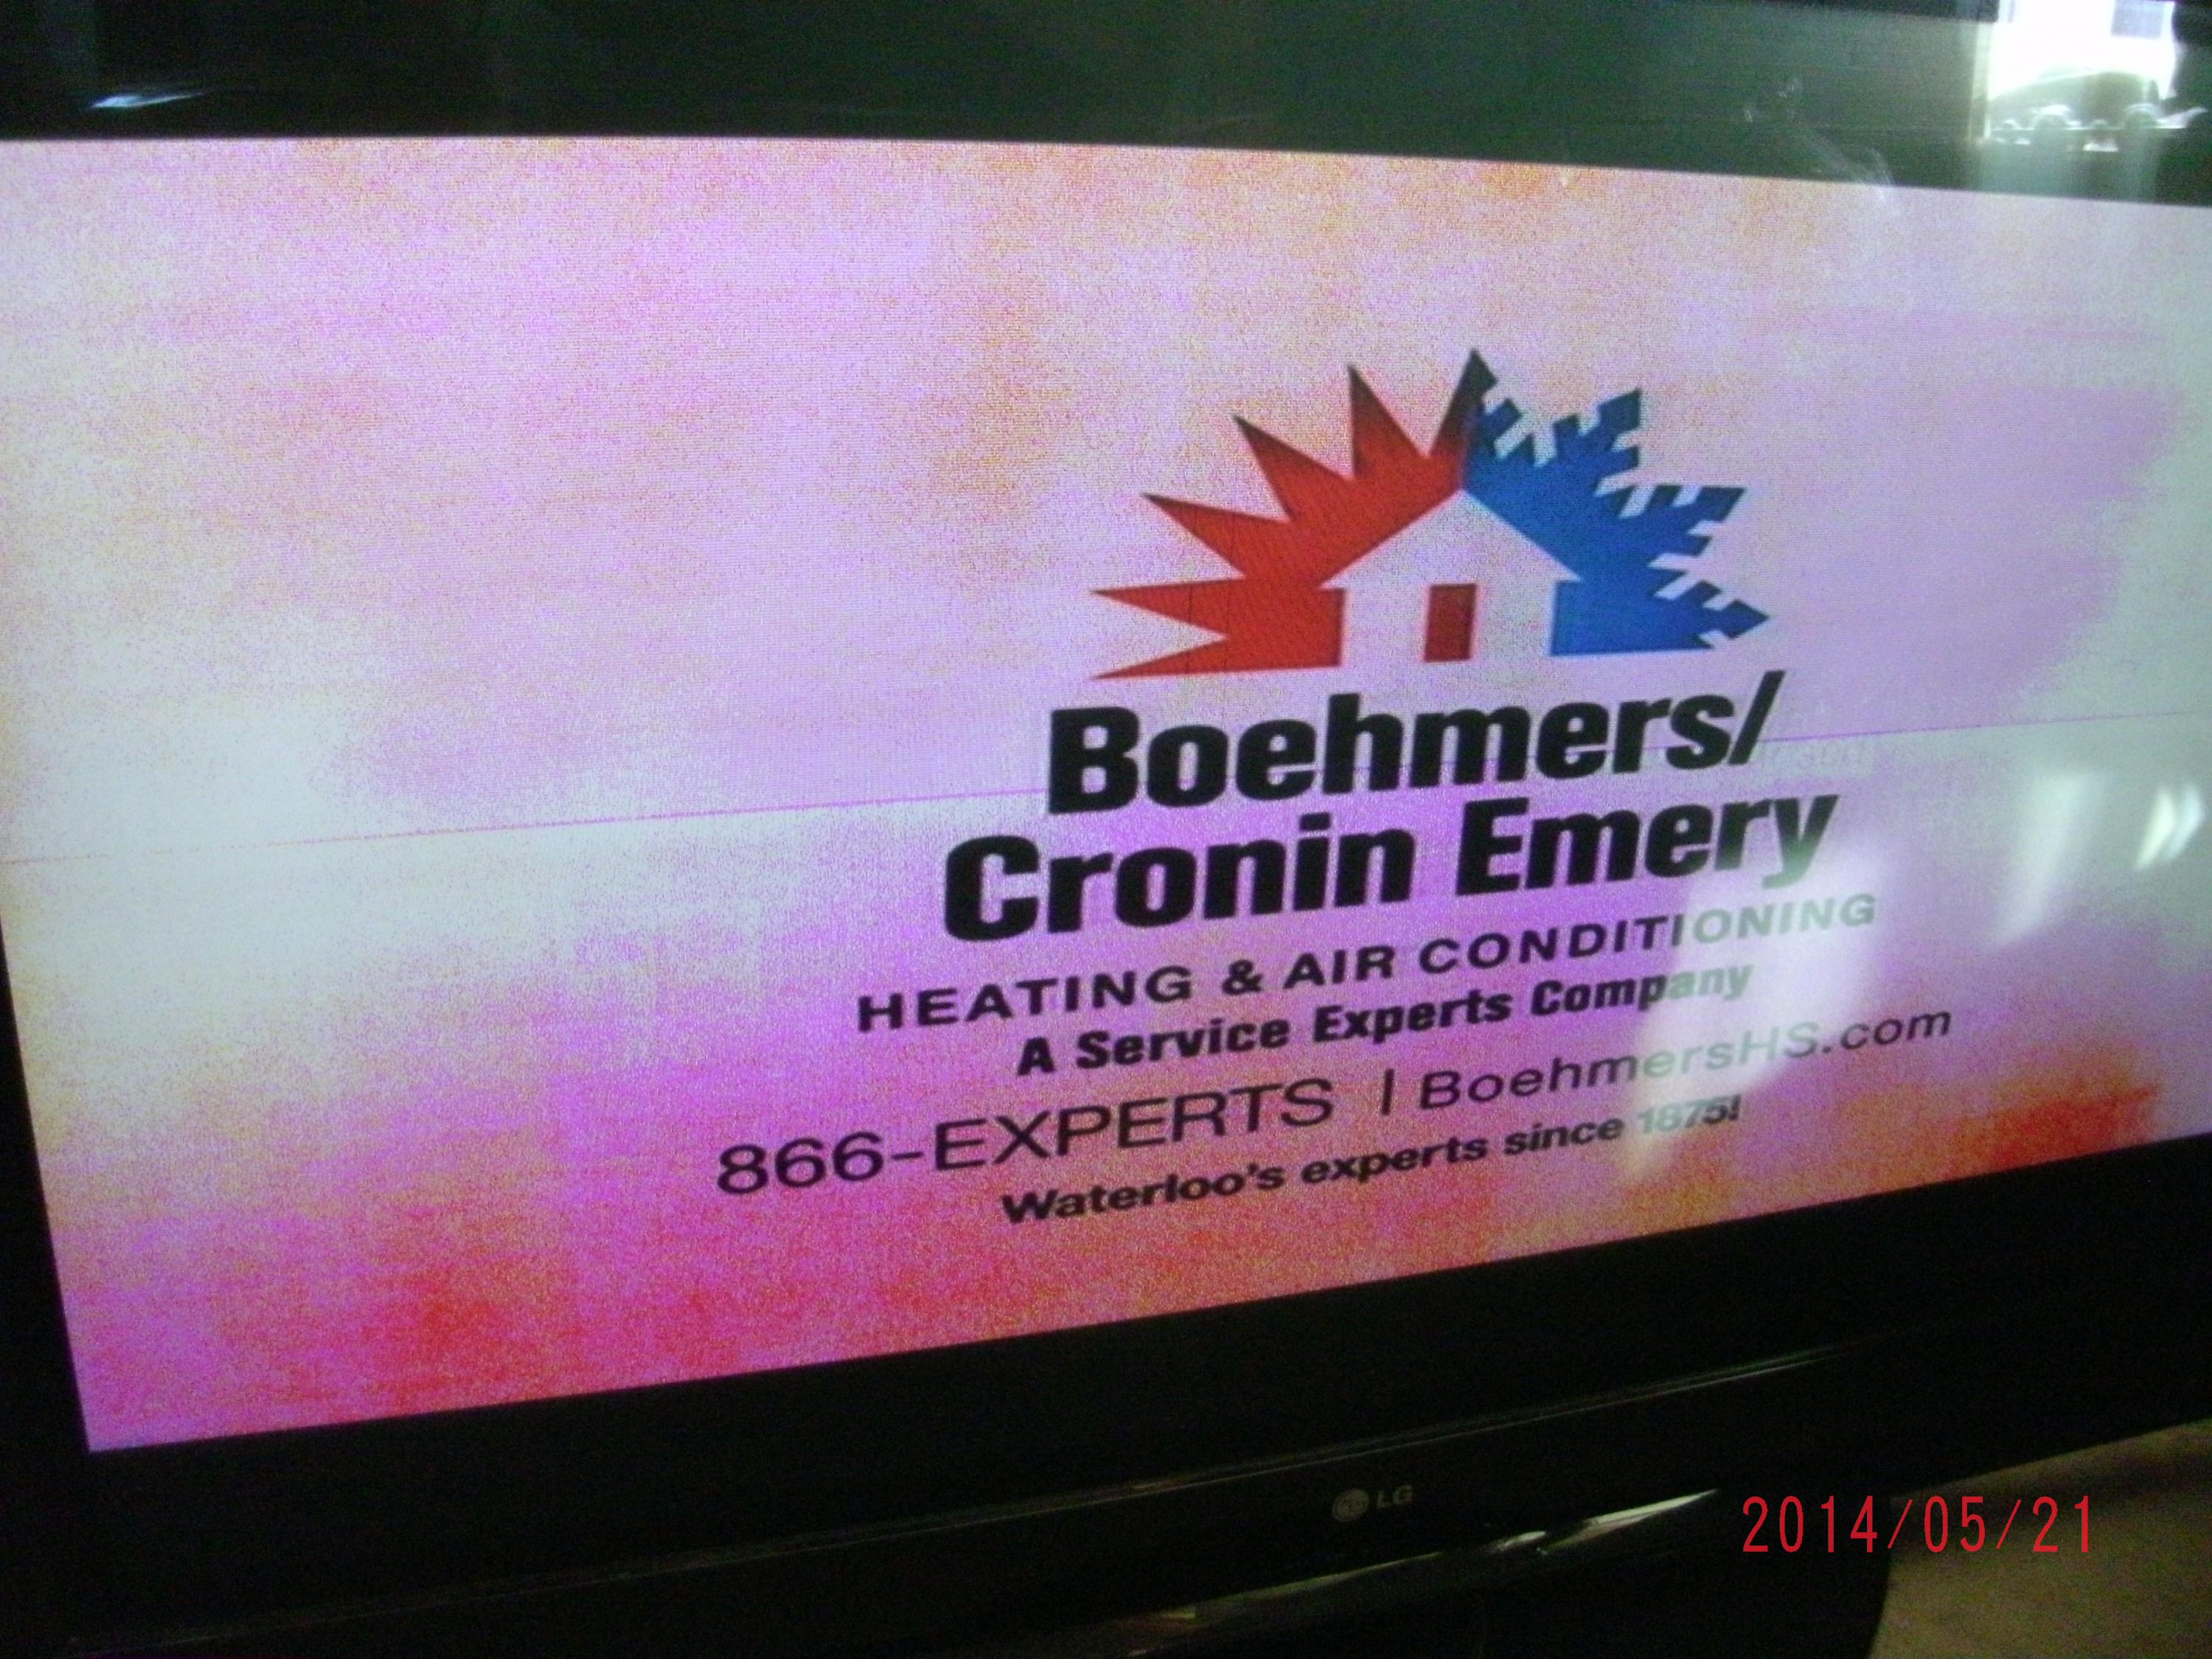 Boehmers/
Cronin Emery
HEATING & AIR CONDITIONING
A Service Experts Company
866-EXPERTS | BoehmersHS.com
Waterloo's experts since 1875!
LG
2014/05/21